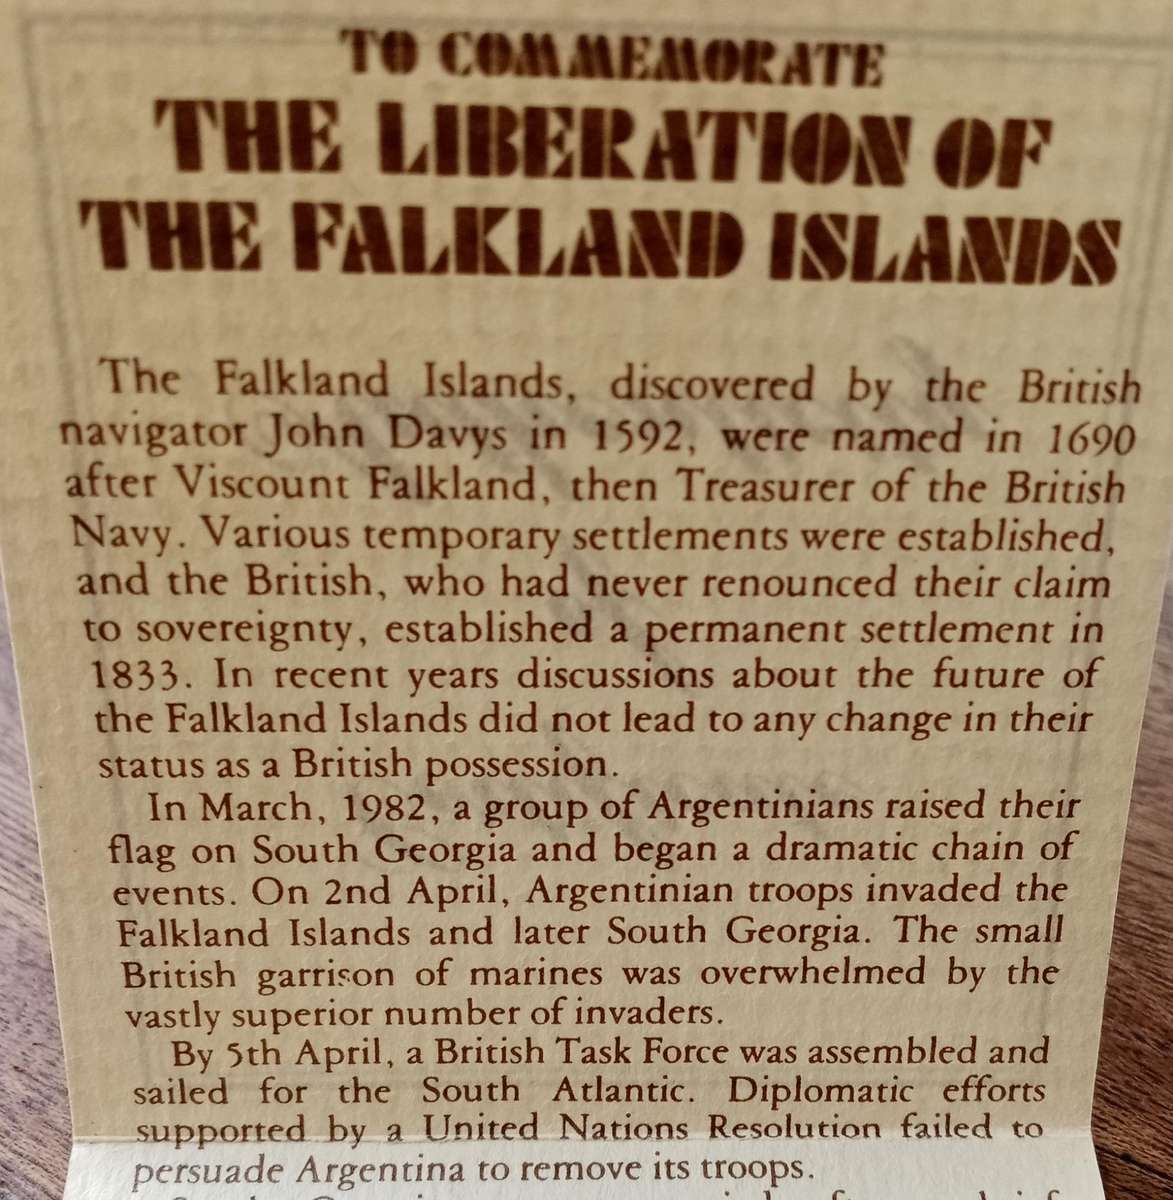 TO COMMEMORATE
THE LIBERATION OF
THE FALKLAND ISLANDS
The Falkland Islands, discovered by the British
navigator John Davys in 1592, were named in 1690
after Viscount Falkland, then Treasurer of the British
Navy. Various temporary settlements were established,
and the British, who had never renounced their claim
to sovereignty, established a permanent settlement in
1833. In recent years discussions about the future of
the Falkland Islands did not lead to any change in their
status as a British possession.
In March, 1982, a group of Argentinians raised their
flag on South Georgia and began a dramatic chain of
events. On 2nd April, Argentinian troops invaded the
Falkland Islands and later South Georgia. The small
British garrison of marines was overwhelmed by the
vastly superior number of invaders.
By 5th April, a British Task Force was assembled and
sailed for the South Atlantic. Diplomatic efforts
supported by a United Nations Resolution failed to
persuade Argentina to remove its troops.